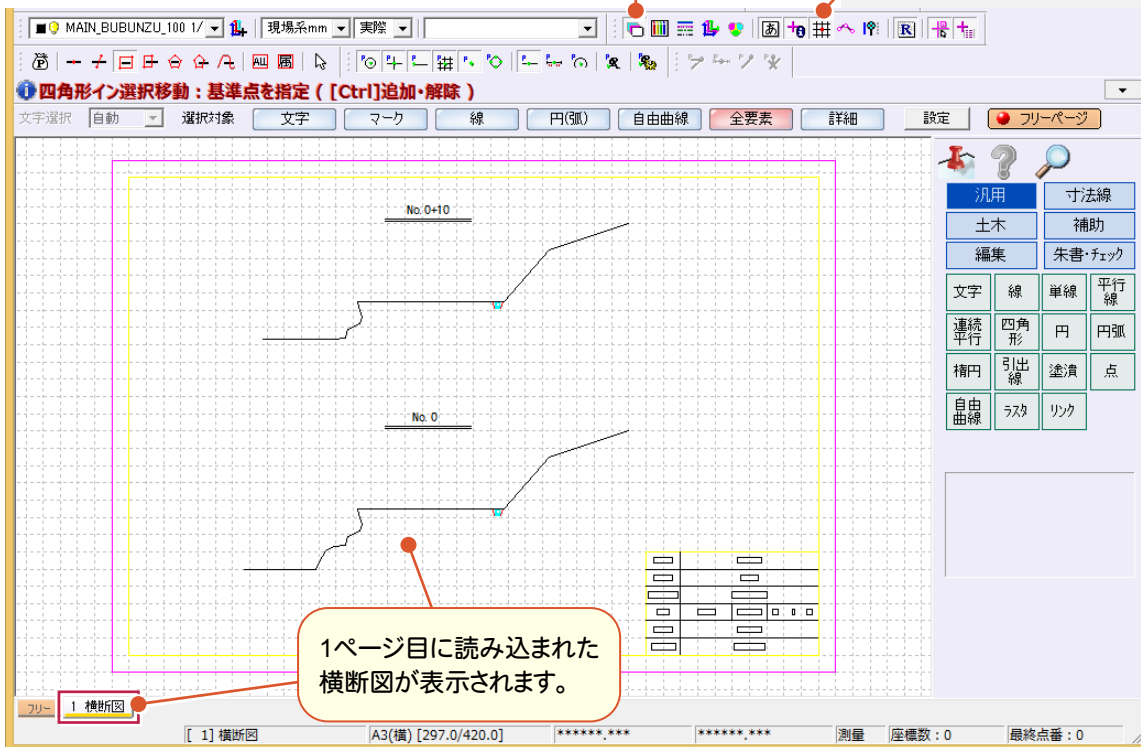 MAIN_BUBUNZU_100 1/ 現場系mm 実際
ALL 図
四角形イン選択移動：基準点を指定（[Ctrl]追加・解除 ）
文字選択 自動 選択対象 文字 マーク 線 円(弧) 自由曲線 全要素 詳細 設定 フリーページ
No. 0+10
No. 0
汎用 寸法線
土木 補助
編集 朱書・チェック
文字 線 単線 平行線
連続平行 四角形 円 円弧
楕円 引出線 塗潰 点
自由曲線 ラスタ リンク
1ページ目に読み込まれた
横断図が表示されます。
フリー 1 横断図
[ 1] 横断図 A3(横) [297.0/420.0] ******.*** ******.*** 測量 座標数：0 最終点番：0